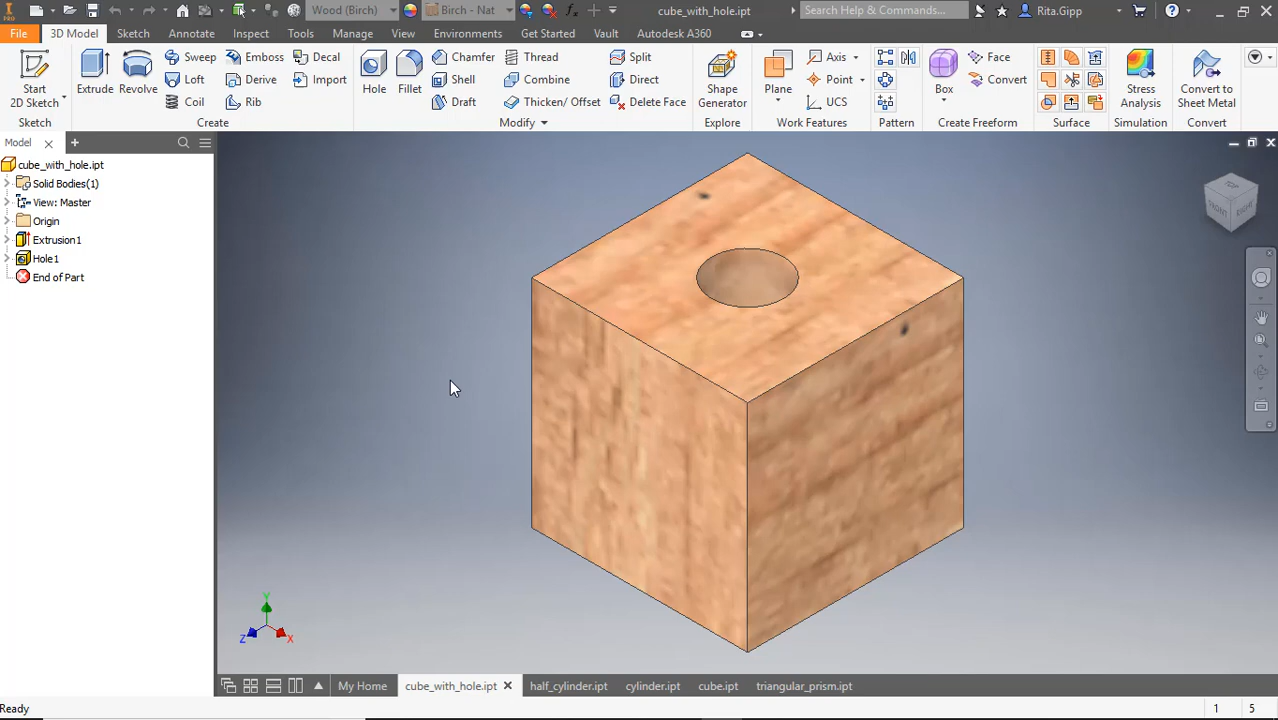 PRO Wood (Birch) Birch - Nat fx cube_with_hole.ipt Search Help & Commands... Rita.Gipp
File 3D Model Sketch Annotate Inspect Tools Manage View Environments Get Started Vault Autodesk A360
Start
2D Sketch
Extrude
Revolve
Sweep
Loft
Coil
Emboss
Derive
Rib
Decal
Import
Hole
Fillet
Chamfer
Shell
Draft
Thread
Combine
Thicken/ Offset
Split
Direct
Delete Face
Shape
Generator
Plane
Axis
Point
UCS
Box
Face
Convert
Stress
Analysis
Convert to
Sheet Metal
Sketch Create Modify Explore Work Features Pattern Create Freeform Surface Simulation Convert
Model
cube_with_hole.ipt
Solid Bodies(1)
View: Master
Origin
Extrusion1
Hole1
End of Part
TOP
FRONT
RIGHT
Y
Z
X
My Home cube_with_hole.ipt half_cylinder.ipt cylinder.ipt cube.ipt triangular_prism.ipt
Ready 1 5